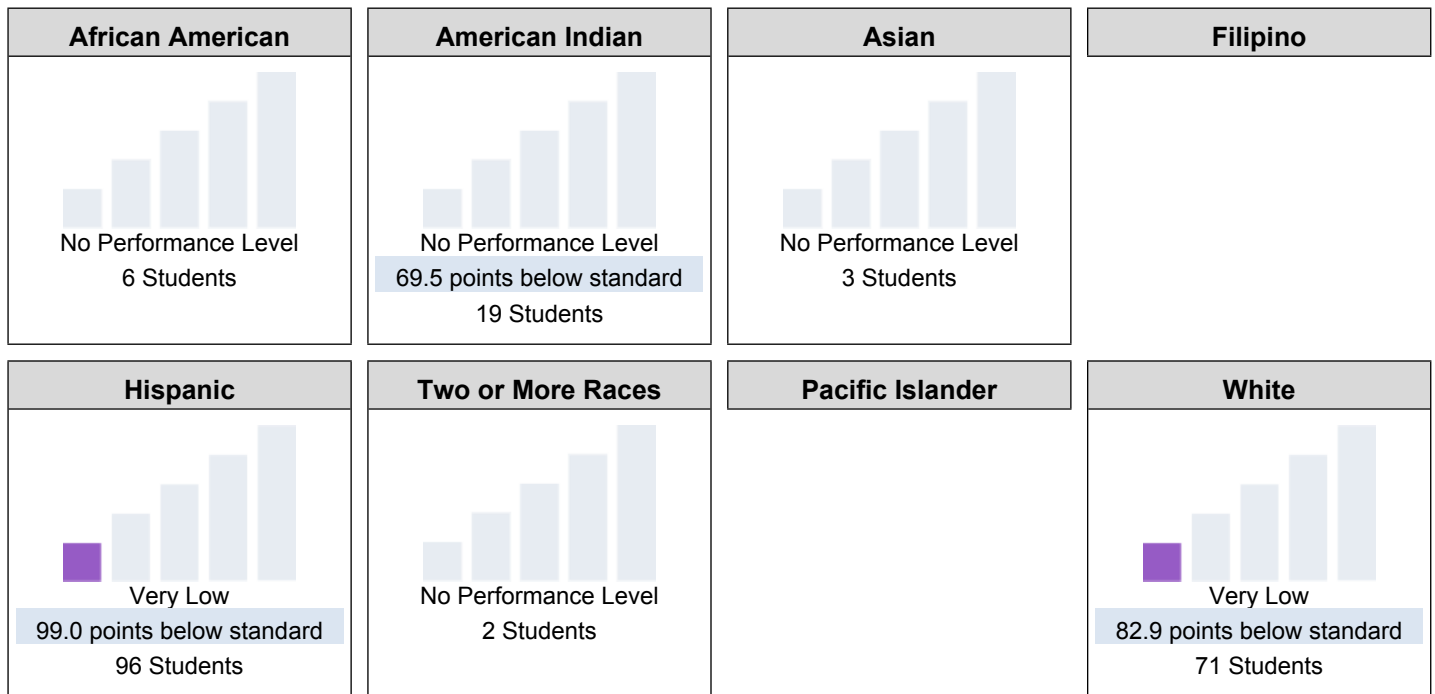 African American
No Performance Level
6 Students
American Indian
No Performance Level
69.5 points below standard
19 Students
Asian
No Performance Level
3 Students
Filipino
Hispanic
Very Low
99.0 points below standard
96 Students
Two or More Races
No Performance Level
2 Students
Pacific Islander
White
Very Low
82.9 points below standard
71 Students